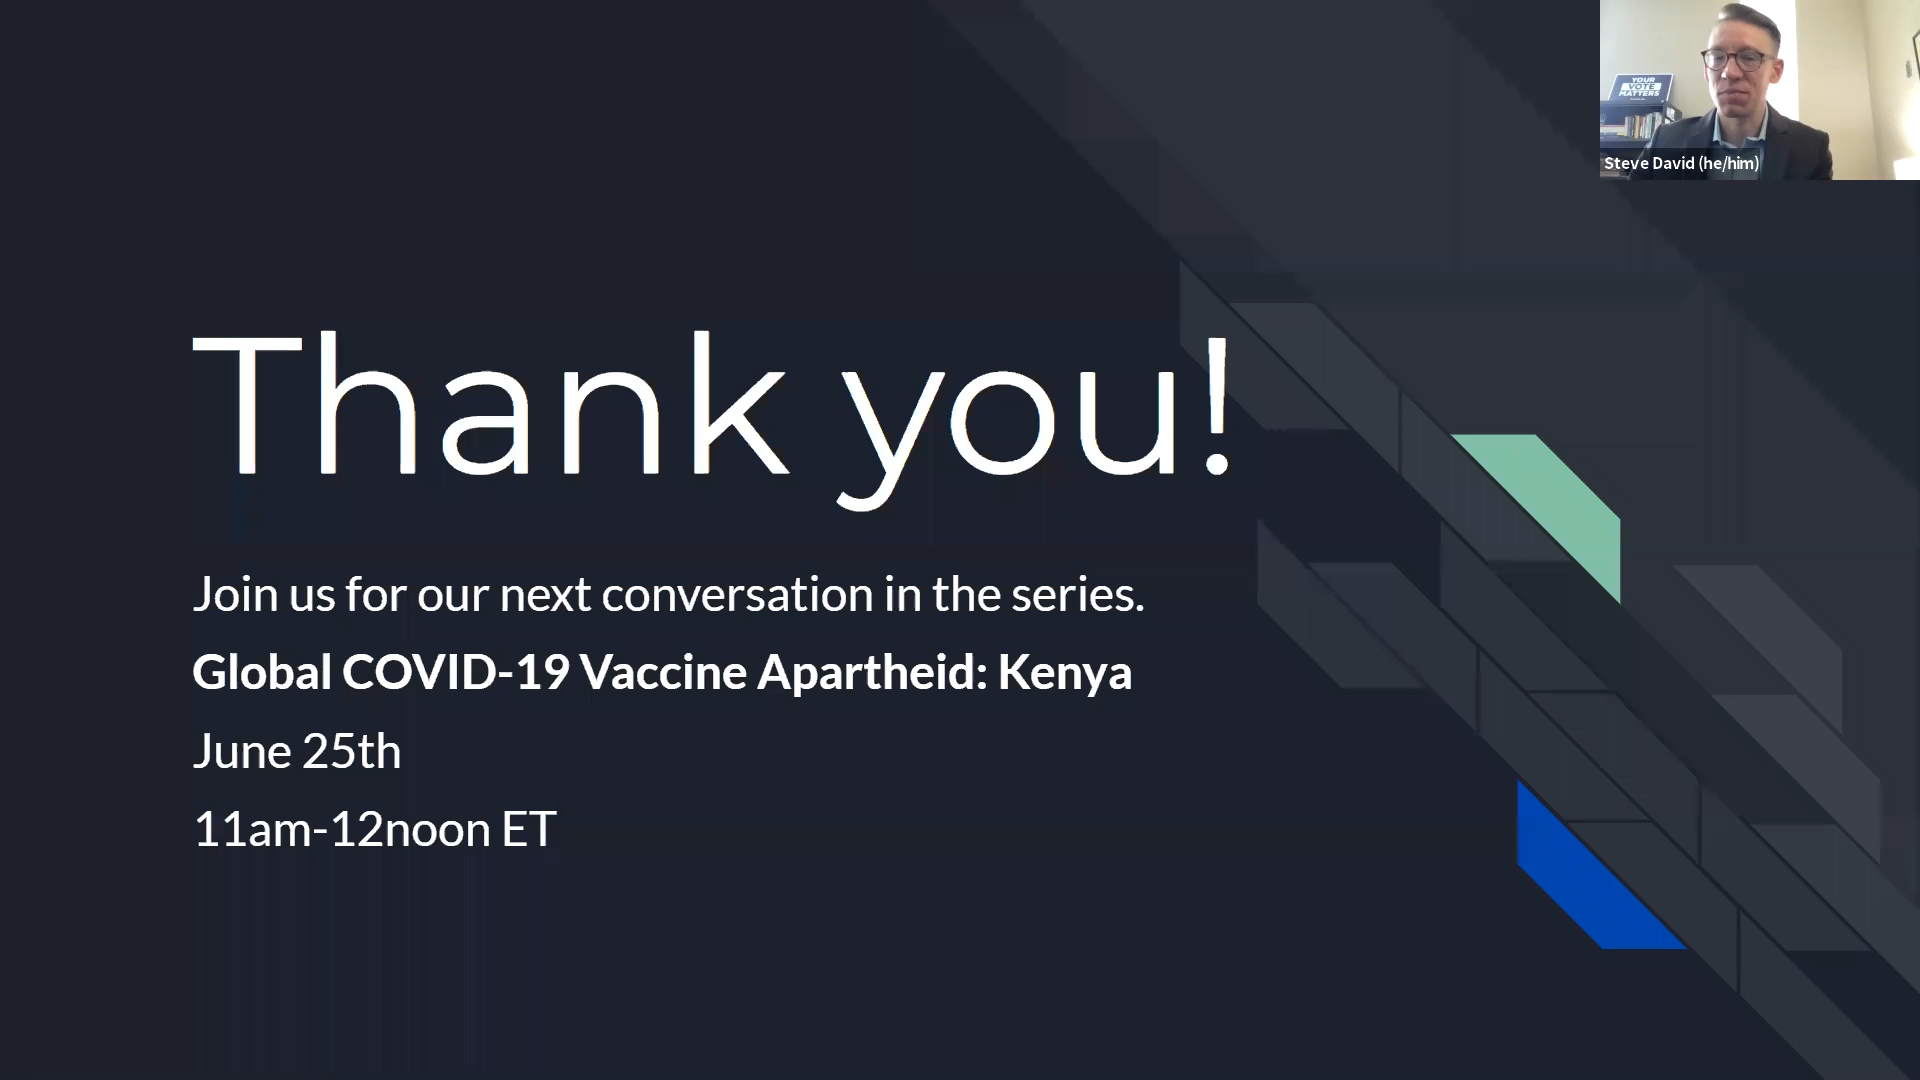 YOUR
VOTE
MATTERS
Steve David (he/him)
Thank you!
Join us for our next conversation in the series.
Global COVID-19 Vaccine Apartheid: Kenya
June 25th
11am-12noon ET